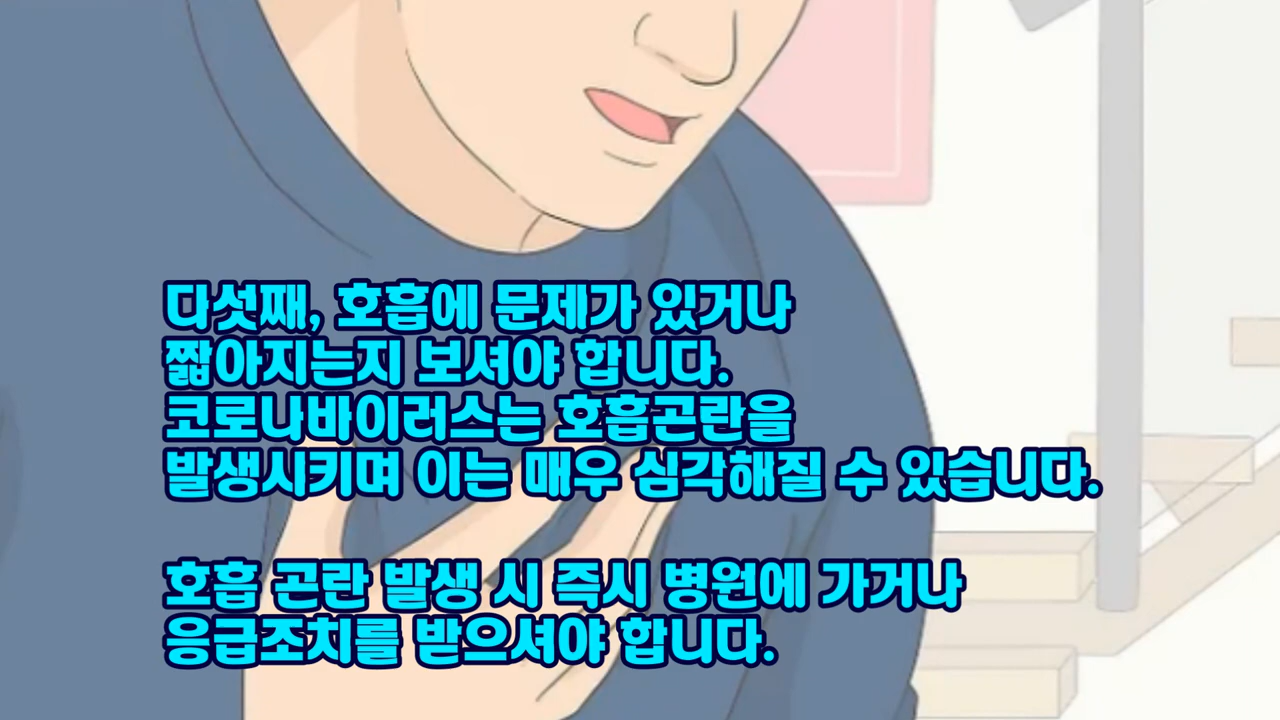 다섯째, 호흡에 문제가 있거나
짧아지는지 보셔야 합니다.
코로나바이러스는 호흡곤란을
발생시키며 이는 매우 심각해질 수 있습니다.
호흡 곤란 발생 시 즉시 병원에 가거나
응급조치를 받으셔야 합니다.